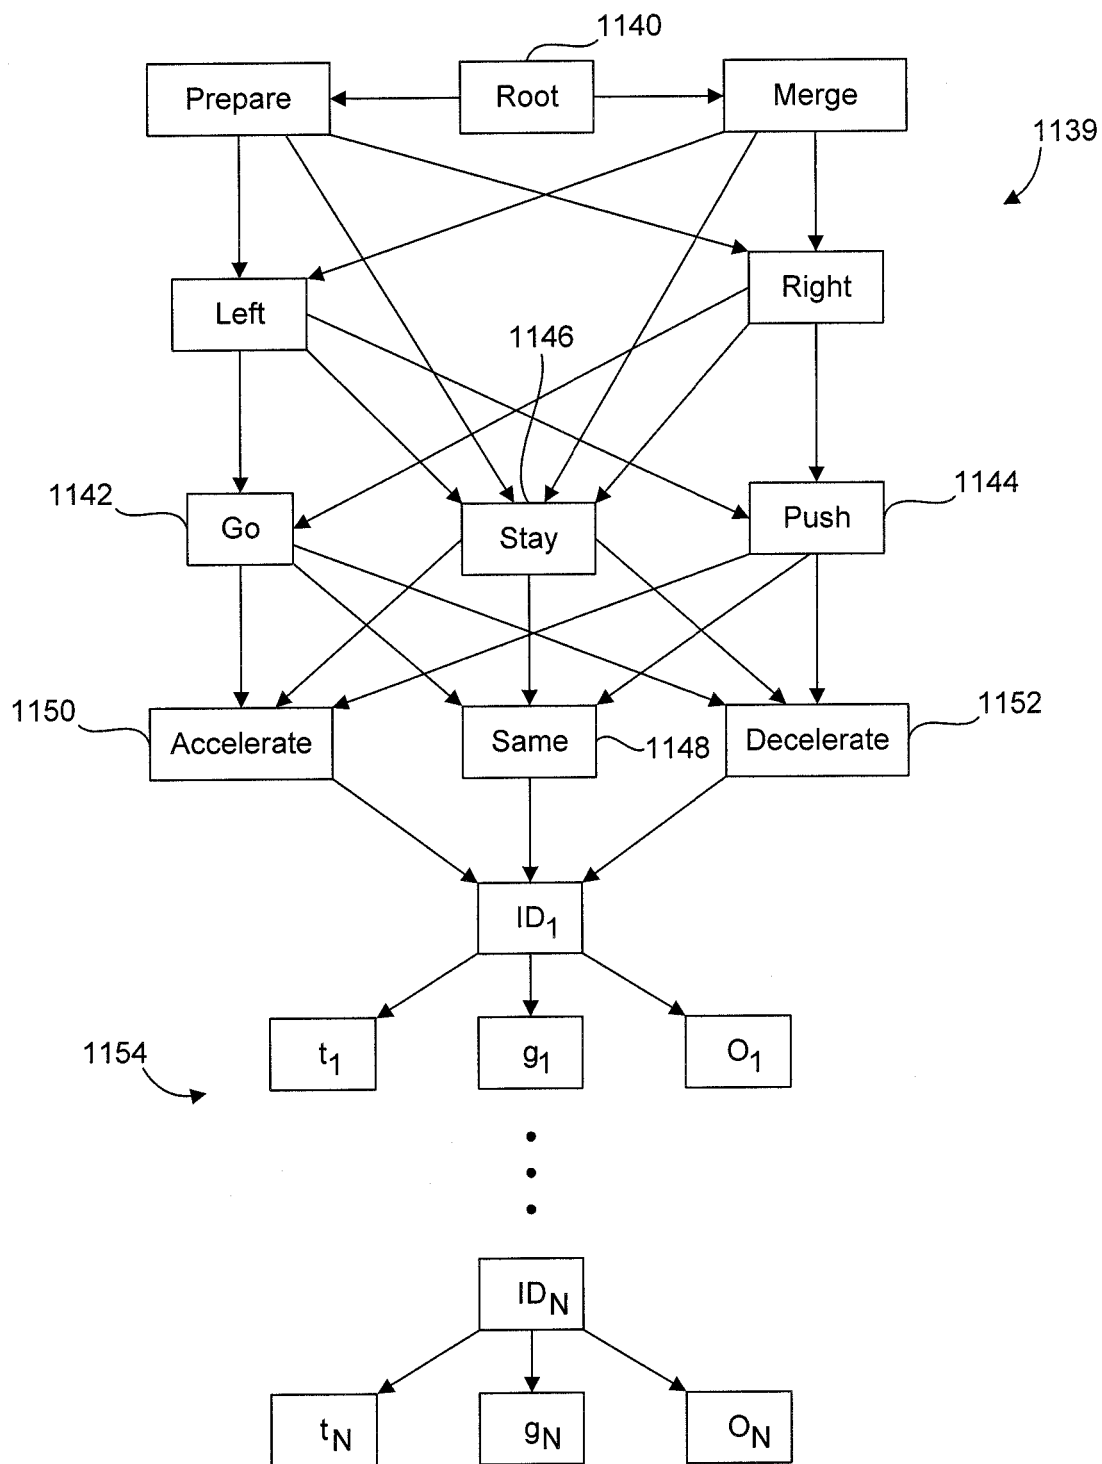 1140
Prepare
Root
Merge
1139
Left
Right
1146
1142
Go
Stay
Push
1144
1150
Accelerate
Same
1148
Decelerate
1152
ID1
1154
t1
g1
O1
IDN
tN
gN
ON